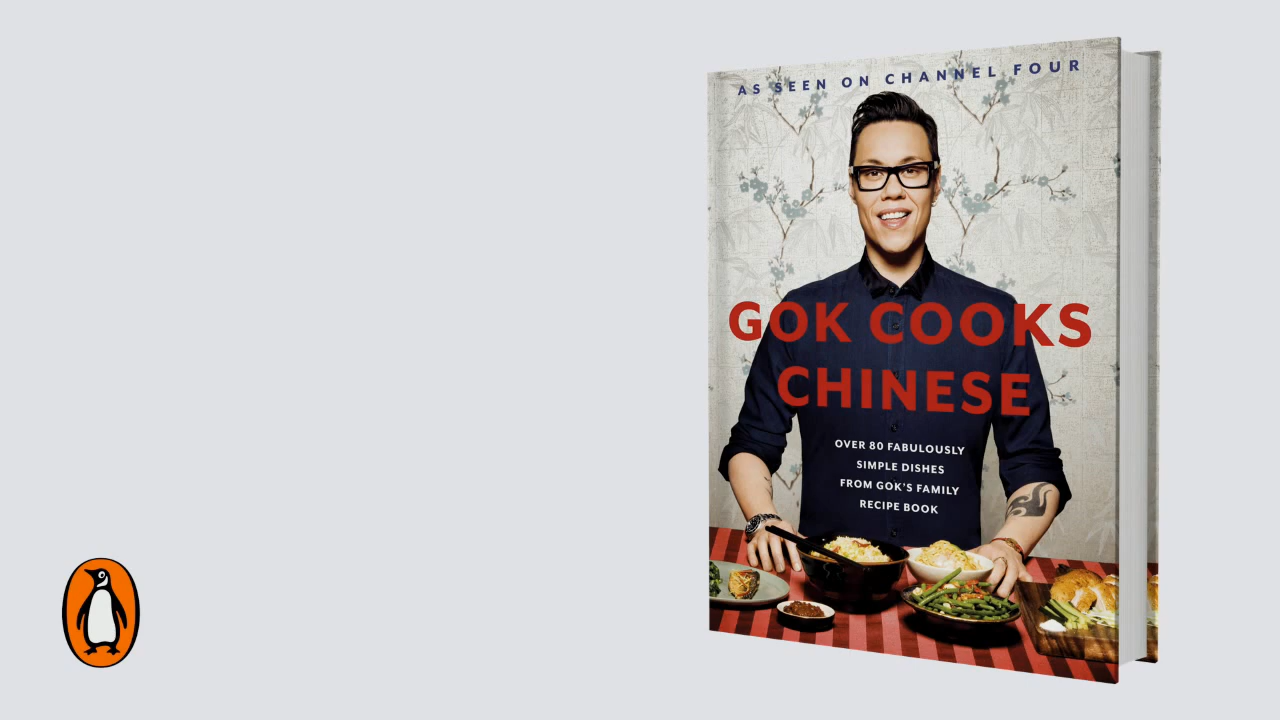 AS SEEN ON CHANNEL FOUR
GOK COOKS
CHINESE
OVER 80 FABULOUSLY
SIMPLE DISHES
FROM GOK'S FAMILY
RECIPE BOOK